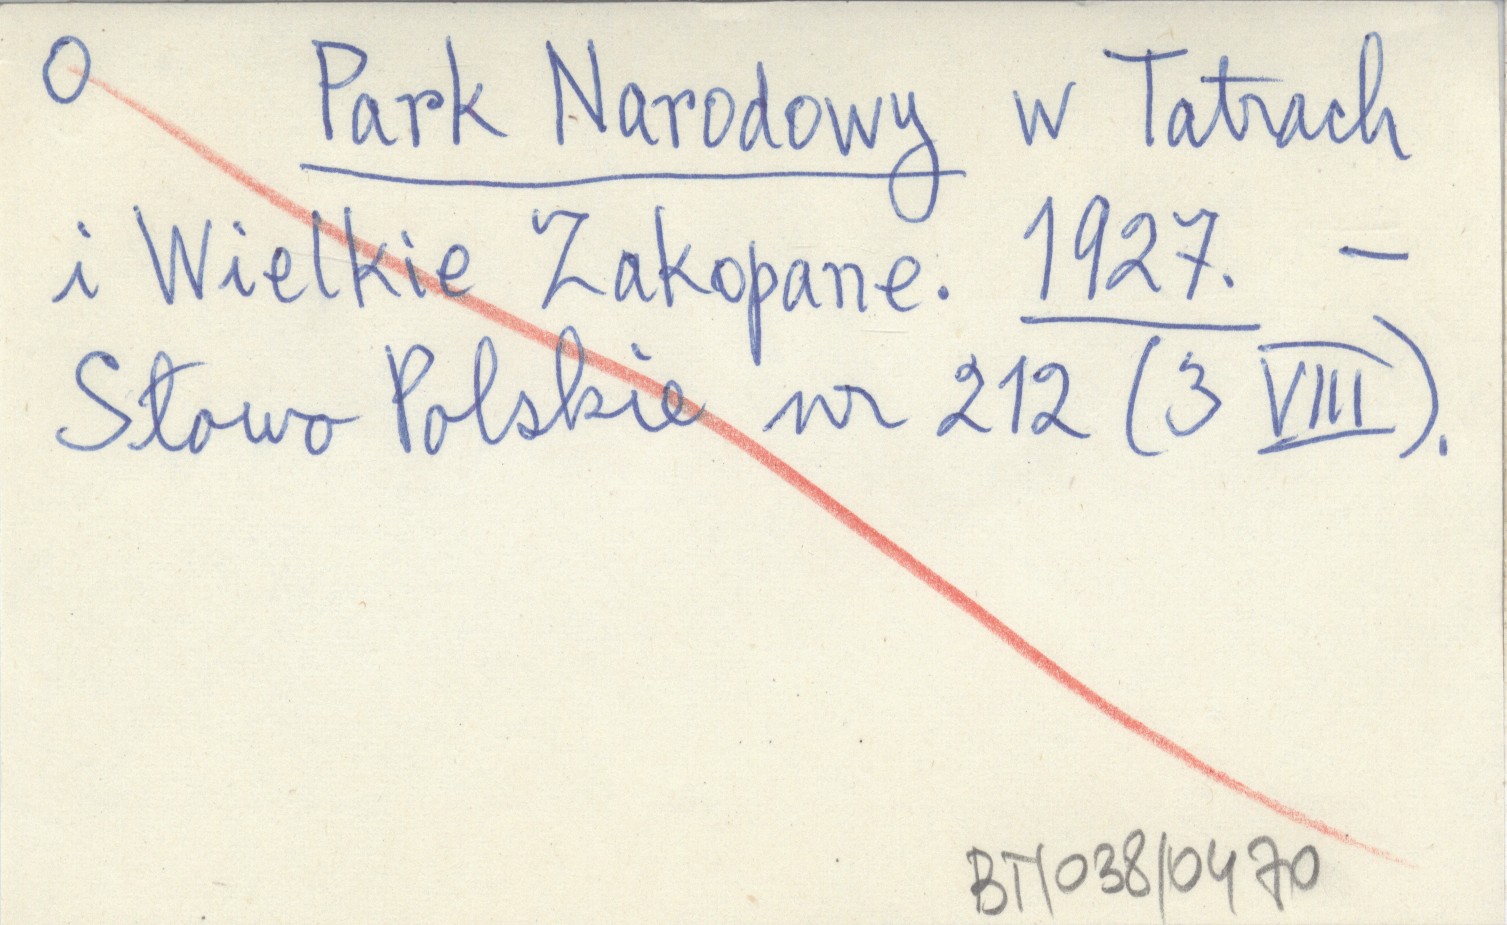 O Park Narodowy w Tatrach
i Wielkie Zakopane. 1927. –
Słowo Polskie nr 212 (3 VIII).
BT/038/0470